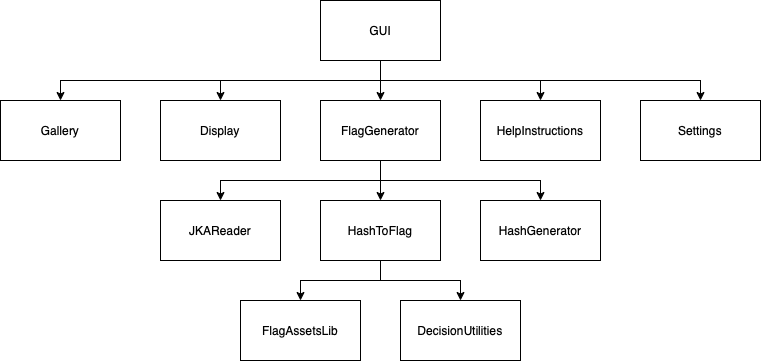 GUI
Gallery
Display
FlagGenerator
HelpInstructions
Settings
JKAReader
HashToFlag
HashGenerator
FlagAssetsLib
DecisionUtilities